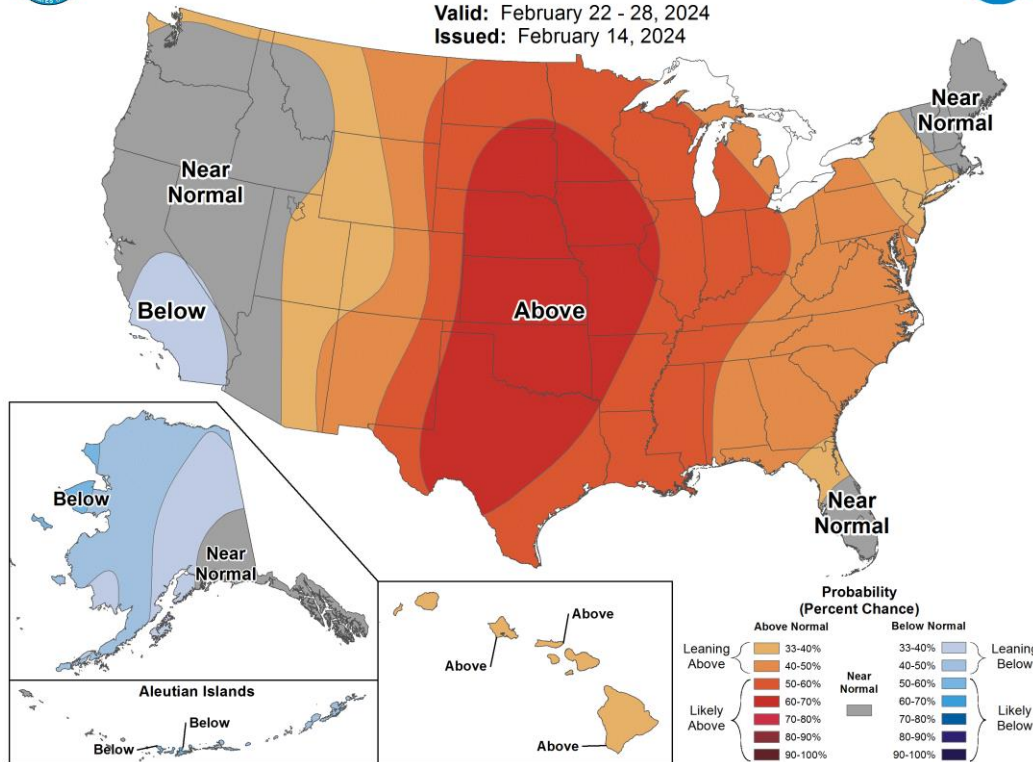 Valid: February 22 - 28, 2024
Issued: February 14, 2024
Near
Normal
Near
Normal
Below
Above
Near
Normal
Below
Near
Normal
Aleutian Islands
Below
Below
Above
Above
Above
Probability
(Percent Chance)
Above Normal
Below Normal
Leaning
Above
33-40%
40-50%
Likely
Above
50-60%
60-70%
70-80%
80-90%
90-100%
Near
Normal
33-40%
40-50%
Leaning
Below
50-60%
60-70%
70-80%
80-90%
90-100%
Likely
Below